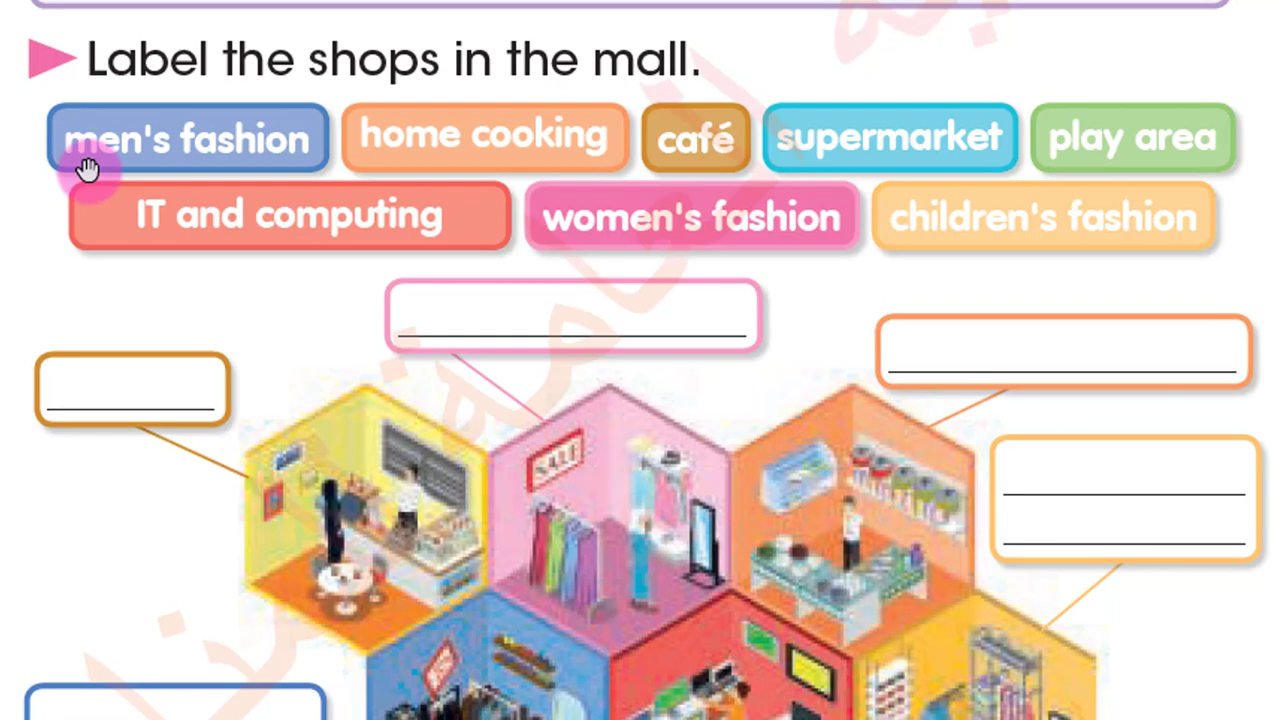 Label the shops in the mall.
men's fashion home cooking café supermarket play area
IT and computing women's fashion children's fashion
SALE